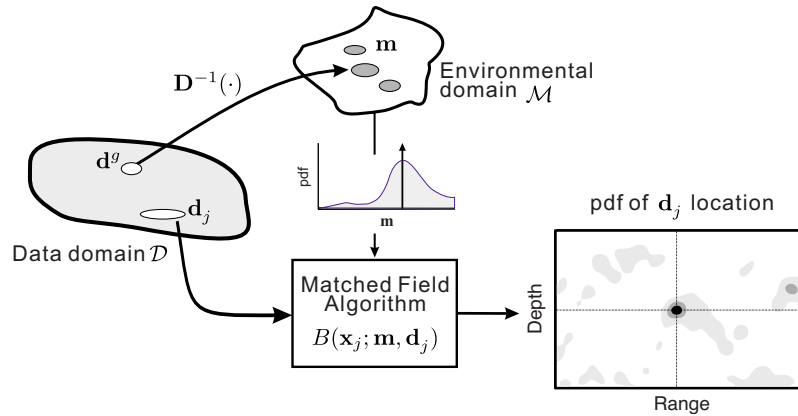 m
D⁻¹(·)
Environmental
domain ℳ
dᵍ
dⱼ
Data domain 𝒟
pdf
m
Matched Field
Algorithm
B(xⱼ; m, dⱼ)
pdf of dⱼ location
Depth
Range